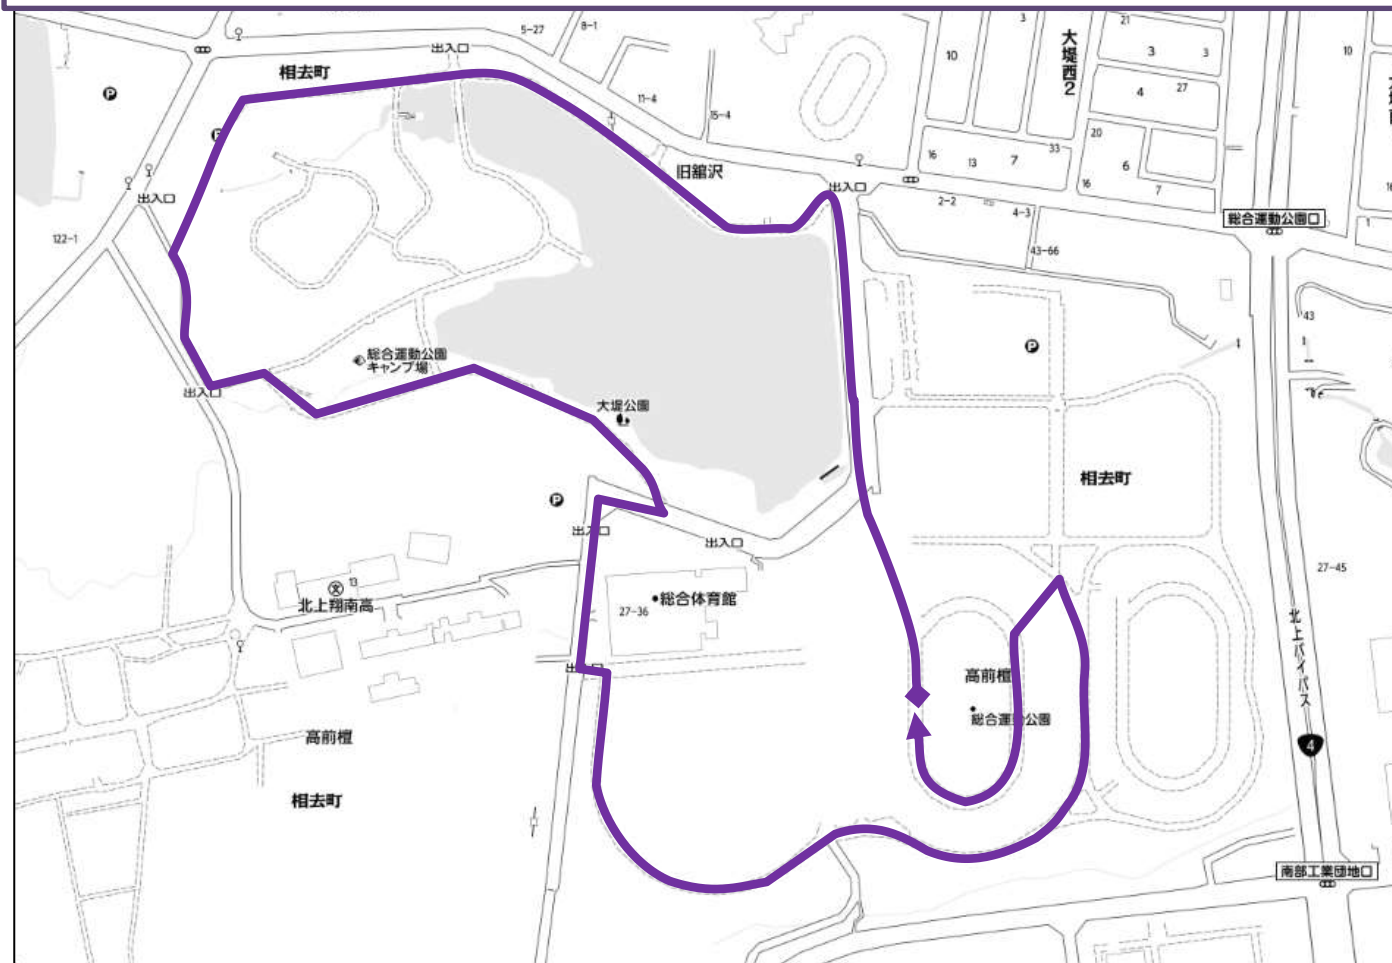 5-27
8-1
3
21
大堤西2
出入口
相去町
10
3
3
10
4
27
P
11-4
15-4
20
33
16
13
7
6
旧舘沢
出入口
16
7
出入口
2-2
4-3
総合運動公園口
1
122-1
43-66
43
P
総合運動公園
キャンプ場
出入口
大堤公園
相去町
P
出入口
出入口
27-45
13
文
北上翔南高
27-36
総合体育館
北上バイパス
出入口
高前檀
総合運動公園
高前檀
4
相去町
南部工業団地口